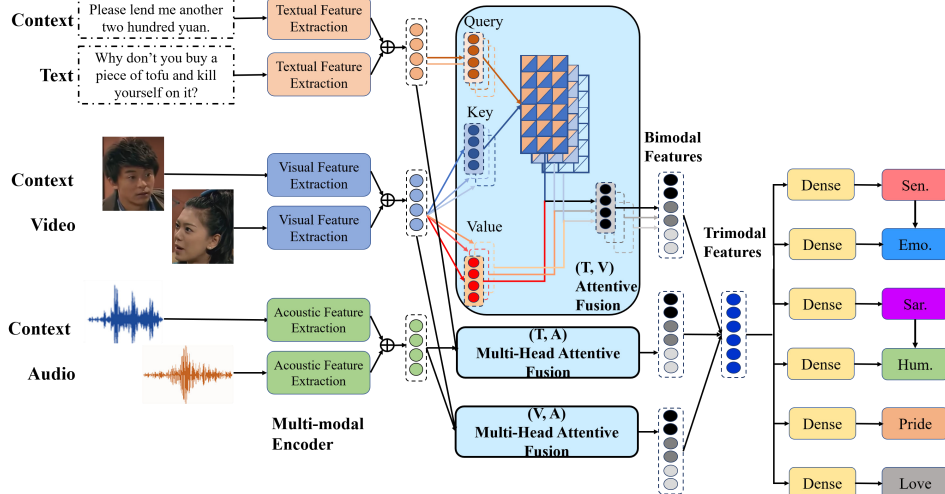 Context
Please lend me another
two hundred yuan.
Textual Feature
Extraction
Text
Why don't you buy a
piece of tofu and kill
yourself on it?
Textual Feature
Extraction
Context
Video
Visual Feature
Extraction
Visual Feature
Extraction
Context
Audio
Acoustic Feature
Extraction
Acoustic Feature
Extraction
Multi-modal
Encoder
Query
Key
Value
(T, V)
Attentive
Fusion
(T, A)
Multi-Head Attentive
Fusion
(V, A)
Multi-Head Attentive
Fusion
Bimodal
Features
Trimodal
Features
Dense
Sen.
Dense
Emo.
Dense
Sar.
Dense
Hum.
Dense
Pride
Dense
Love